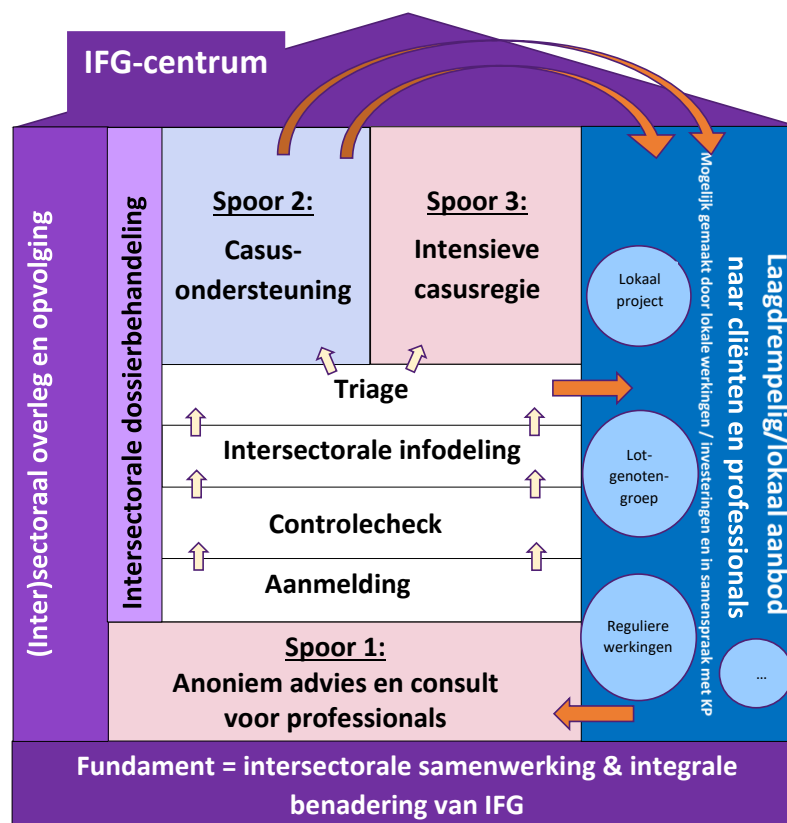 IFG-centrum
(Inter)sectoraal overleg en opvolging
Intersectorale dossierbehandeling
Spoor 2:
Casus-
ondersteuning
Spoor 3:
Intensieve
casusregie
Triage
Intersectorale infodeling
Controlecheck
Aanmelding
Spoor 1:
Anoniem advies en consult
voor professionals
Lokaal
project
Lot-
genoten-
groep
Reguliere
werkingen
...
Laagdrempelig/lokaal aanbod
naar cliënten en professionals
Mogelijk gemaakt door lokale werkingen / investeringen en in samenspraak met KP
Fundament = intersectorale samenwerking & integrale
benadering van IFG